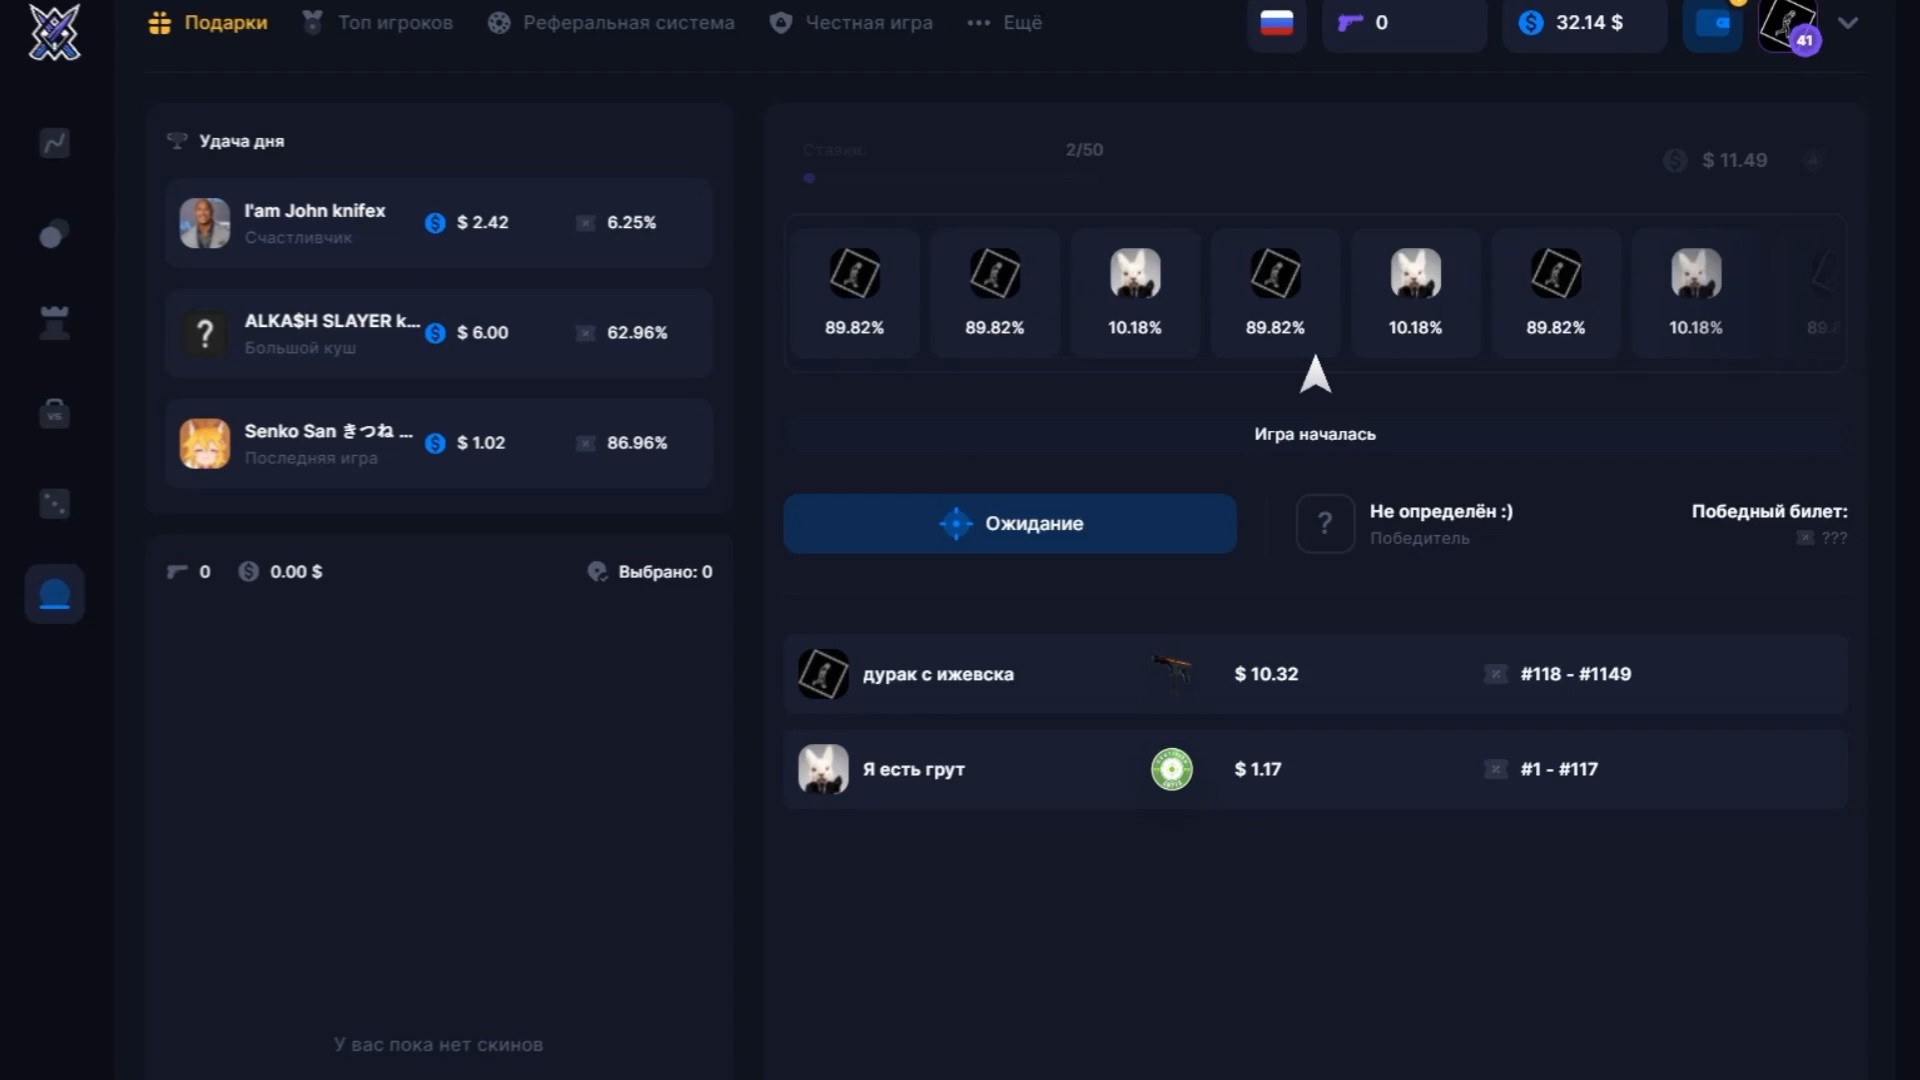 Подарки
Топ игроков
Реферальная система
Честная игра
Ещё
0
32.14 $
41
Удача дня
I'am John knifex
Счастливчик
$ 2.42
6.25%
ALKA$H SLAYER k...
Большой куш
$ 6.00
62.96%
Senko San きつね ...
Последняя игра
$ 1.02
86.96%
0
0.00 $
Выбрано: 0
У вас пока нет скинов
Ставки:
2/50
$ 11.49
89.82%
89.82%
10.18%
89.82%
10.18%
89.82%
10.18%
Игра началась
Ожидание
?
Не определён :)
Победитель
Победный билет:
???
дурак с ижевска
$ 10.32
#118 - #1149
Я есть грут
$ 1.17
#1 - #117
VS